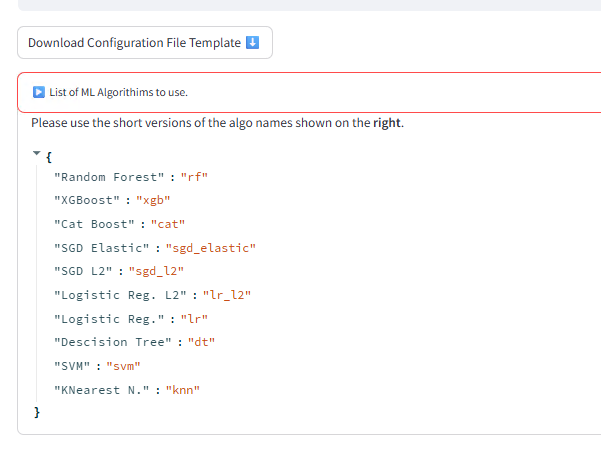 Download Configuration File Template ⬇️
▶️ List of ML Algorithims to use.
Please use the short versions of the algo names shown on the right.
{
"Random Forest" : "rf"
"XGBoost" : "xgb"
"Cat Boost" : "cat"
"SGD Elastic" : "sgd_elastic"
"SGD L2" : "sgd_l2"
"Logistic Reg. L2" : "lr_l2"
"Logistic Reg." : "lr"
"Descision Tree" : "dt"
"SVM" : "svm"
"KNearest N." : "knn"
}